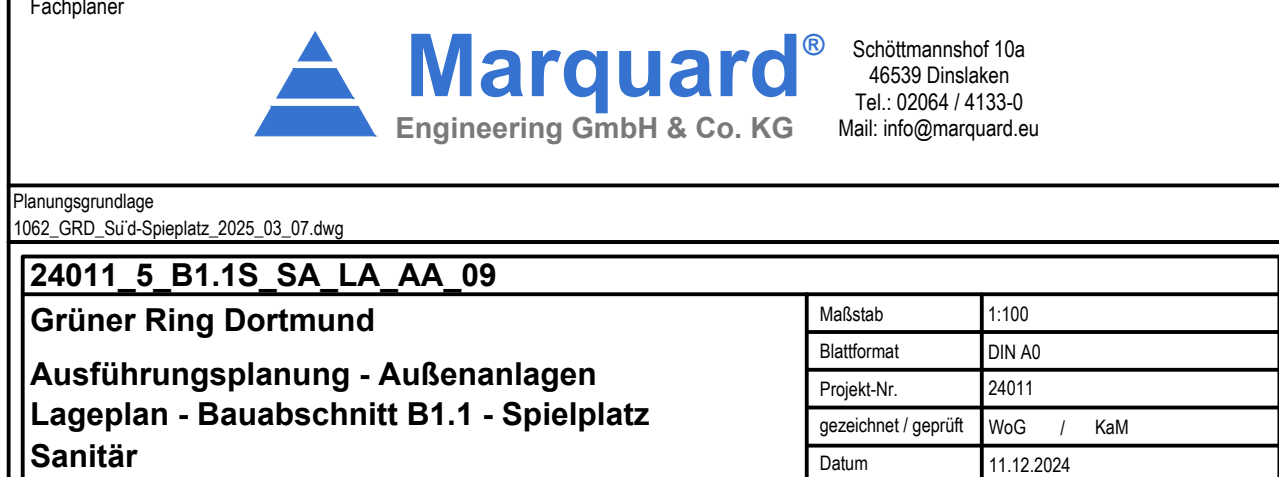 Fachplaner
Marquard®
Engineering GmbH & Co. KG
Schöttmannshof 10a
46539 Dinslaken
Tel.: 02064 / 4133-0
Mail: info@marquard.eu
Planungsgrundlage
1062_GRD_Süd-Spieplatz_2025_03_07.dwg
24011_5_B1.1S_SA_LA_AA_09
Grüner Ring Dortmund
Ausführungsplanung - Außenanlagen
Lageplan - Bauabschnitt B1.1 - Spielplatz
Sanitär
Maßstab 1:100
Blattformat DIN A0
Projekt-Nr. 24011
gezeichnet / geprüft WoG / KaM
Datum 11.12.2024